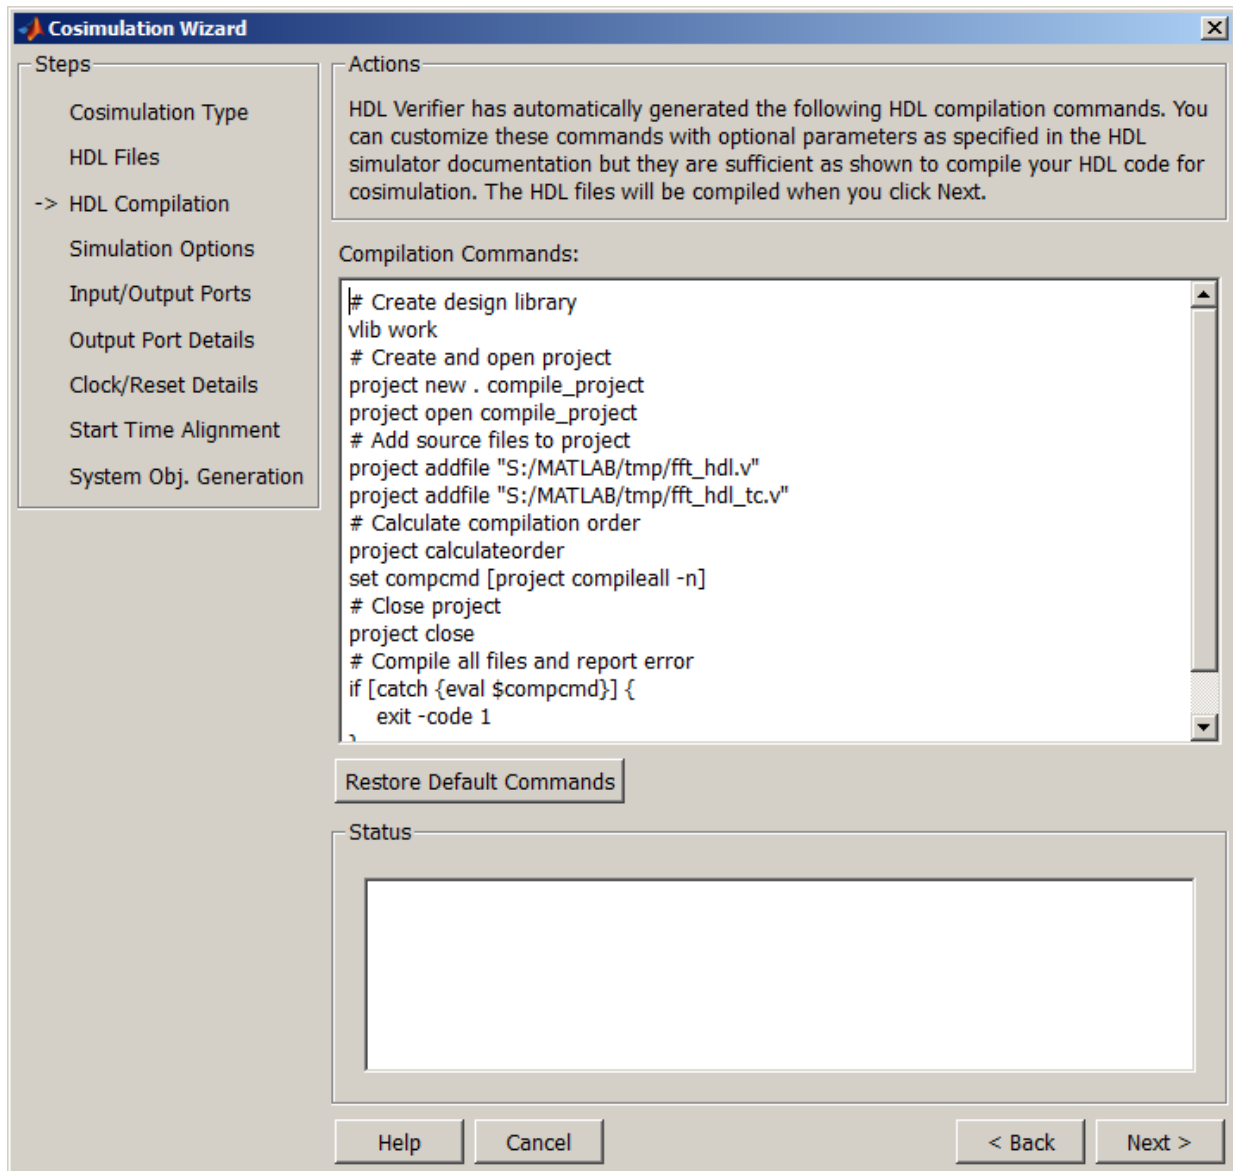 Cosimulation Wizard
Steps
Cosimulation Type
HDL Files
-> HDL Compilation
Simulation Options
Input/Output Ports
Output Port Details
Clock/Reset Details
Start Time Alignment
System Obj. Generation
Actions
HDL Verifier has automatically generated the following HDL compilation commands. You
can customize these commands with optional parameters as specified in the HDL
simulator documentation but they are sufficient as shown to compile your HDL code for
cosimulation. The HDL files will be compiled when you click Next.
Compilation Commands:
# Create design library
vlib work
# Create and open project
project new . compile_project
project open compile_project
# Add source files to project
project addfile "S:/MATLAB/tmp/fft_hdl.v"
project addfile "S:/MATLAB/tmp/fft_hdl_tc.v"
# Calculate compilation order
project calculateorder
set compcmd [project compileall -n]
# Close project
project close
# Compile all files and report error
if [catch {eval $compcmd}] {
exit -code 1
Restore Default Commands
Status
Help
Cancel
< Back
Next >